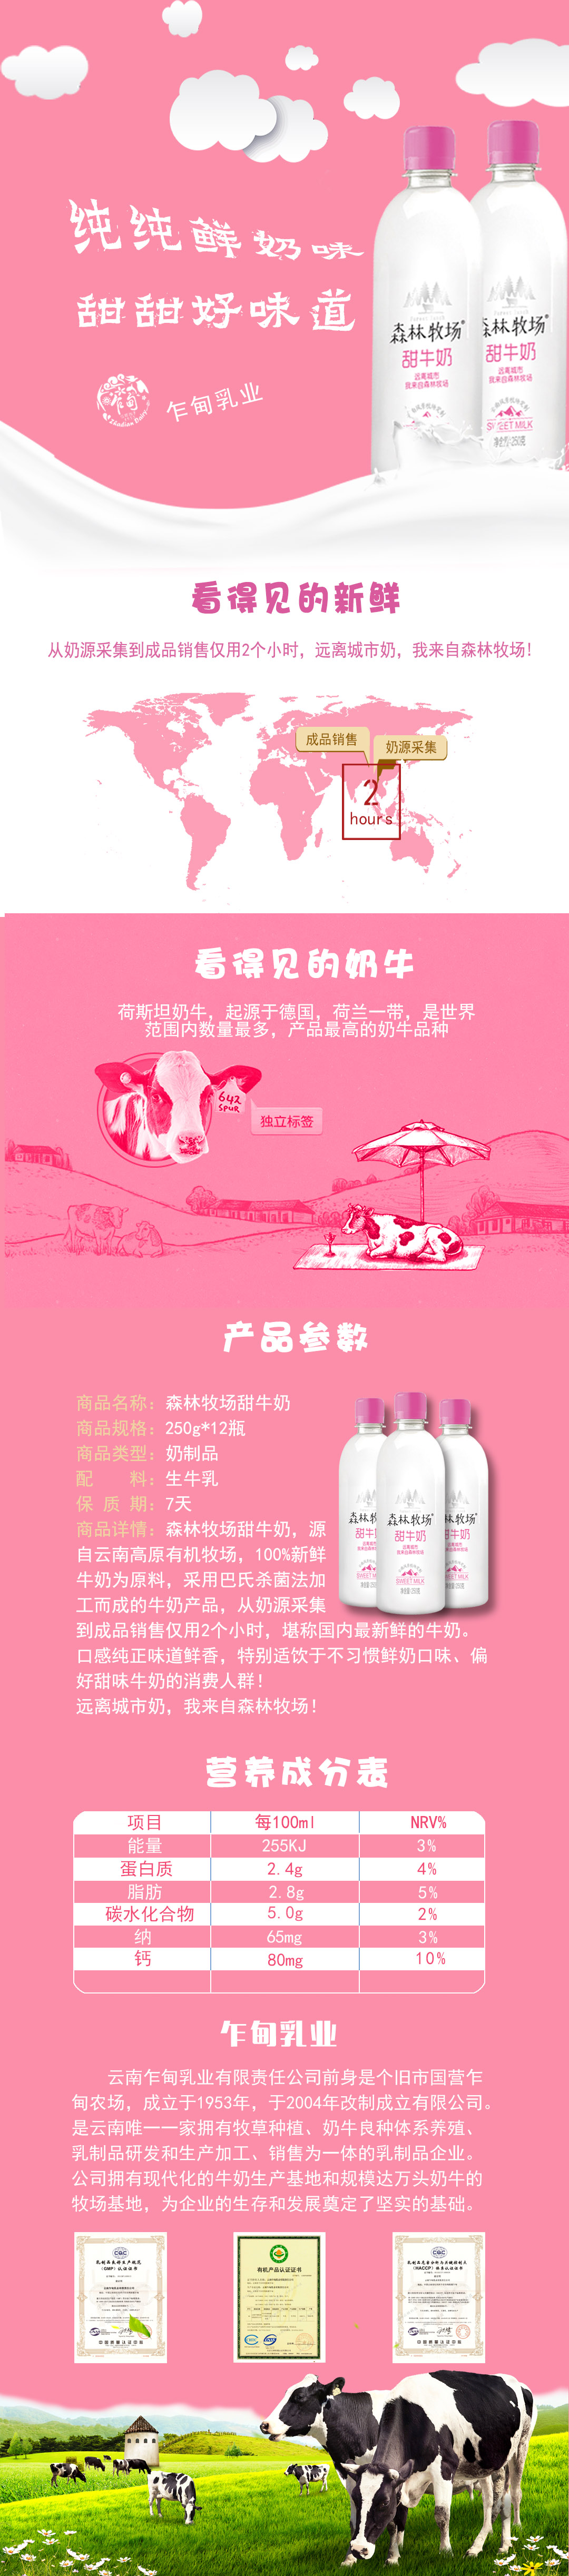 纯纯鲜奶味
甜甜好味道
乍甸乳业
Zhadian Dairy
森林牧场
甜牛奶
远离城市
我来自森林牧场
SWEET MILK
净含量:250克
看得见的新鲜
从奶源采集到成品销售仅用2个小时，远离城市奶，我来自森林牧场！
成品销售
奶源采集
2
hours
看得见的奶牛
荷斯坦奶牛，起源于德国，荷兰一带，是世界
范围内数量最多，产品最高的奶牛品种
642
SPUR
独立标签
产品参数
商品名称：森林牧场甜牛奶
商品规格：250g*12瓶
商品类型：奶制品
配 料：生牛乳
保 质 期：7天
商品详情：森林牧场甜牛奶，源
自云南高原有机牧场，100%新鲜
牛奶为原料，采用巴氏杀菌法加
工而成的牛奶产品，从奶源采集
到成品销售仅用2个小时，堪称国内最新鲜的牛奶。
口感纯正味道鲜香，特别适饮于不习惯鲜奶口味、偏
好甜味牛奶的消费人群！
远离城市奶，我来自森林牧场！
森林牧场
甜牛奶
SWEET MILK
营养成分表
项目 每100ml NRV%
能量 255KJ 3%
蛋白质 2.4g 4%
脂肪 2.8g 5%
碳水化合物 5.0g 2%
纳 65mg 3%
钙 80mg 10%
乍甸乳业
云南乍甸乳业有限责任公司前身是个旧市国营乍
甸农场，成立于1953年，于2004年改制成立有限公司。
是云南唯一一家拥有牧草种植、奶牛良种体系养殖、
乳制品研发和生产加工、销售为一体的乳制品企业。
公司拥有现代化的牛奶生产基地和规模达万头奶牛的
牧场基地，为企业的生存和发展奠定了坚实的基础。
有机产品认证证书